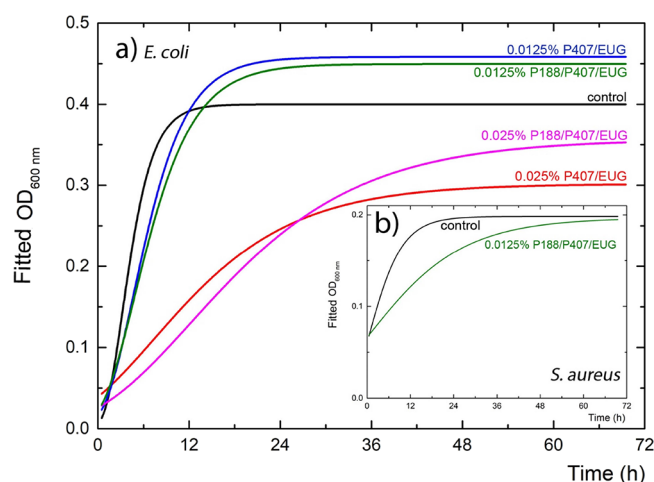 a) E. coli
0.0125% P407/EUG
0.0125% P188/P407/EUG
control
0.025% P188/P407/EUG
0.025% P407/EUG
Fitted OD600 nm
0.5
0.4
0.3
0.2
0.1
0.0
0
12
24
36
48
60
72
Time (h)
b)
control
0.0125% P188/P407/EUG
S. aureus
Fitted OD600 nm
0.2
0.1
0.0
0
12
24
36
48
60
72
Time (h)